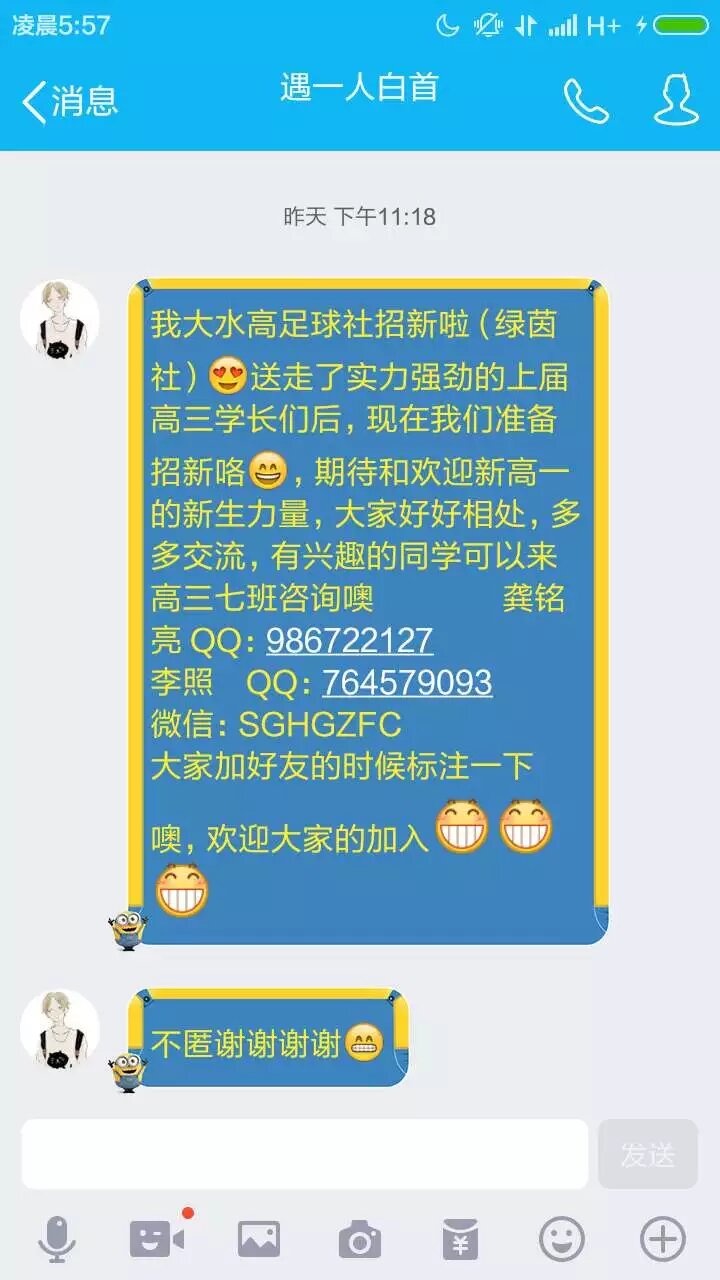 凌晨5:57
H+
消息
遇一人白首
昨天 下午11:18
我大水高足球社招新啦（绿茵
社）😍送走了实力强劲的上届
高三学长们后，现在我们准备
招新咯😄，期待和欢迎新高一
的新生力量，大家好好相处，多
多交流，有兴趣的同学可以来
高三七班咨询噢 龚铭
亮 QQ：986722127
李照 QQ：764579093
微信：SGHGZFC
大家加好友的时候标注一下
噢，欢迎大家的加入
不匿谢谢谢谢😁
发送